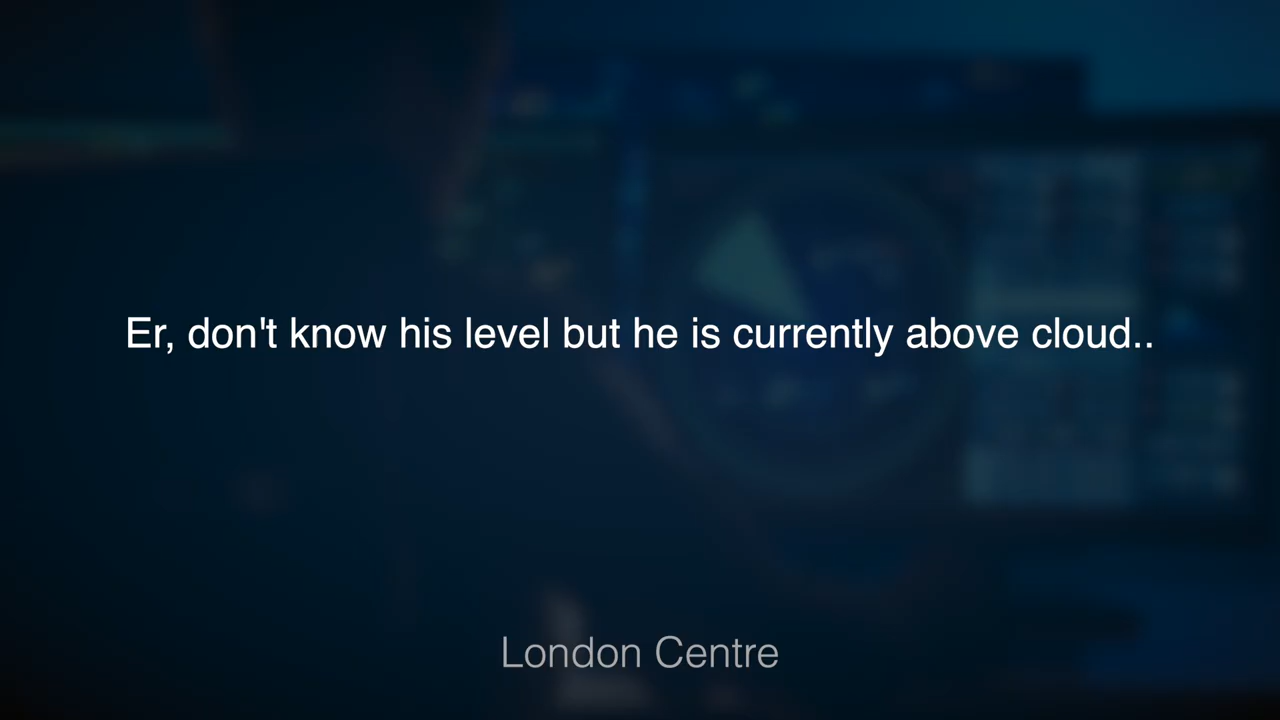 Er, don't know his level but he is currently above cloud..
London Centre